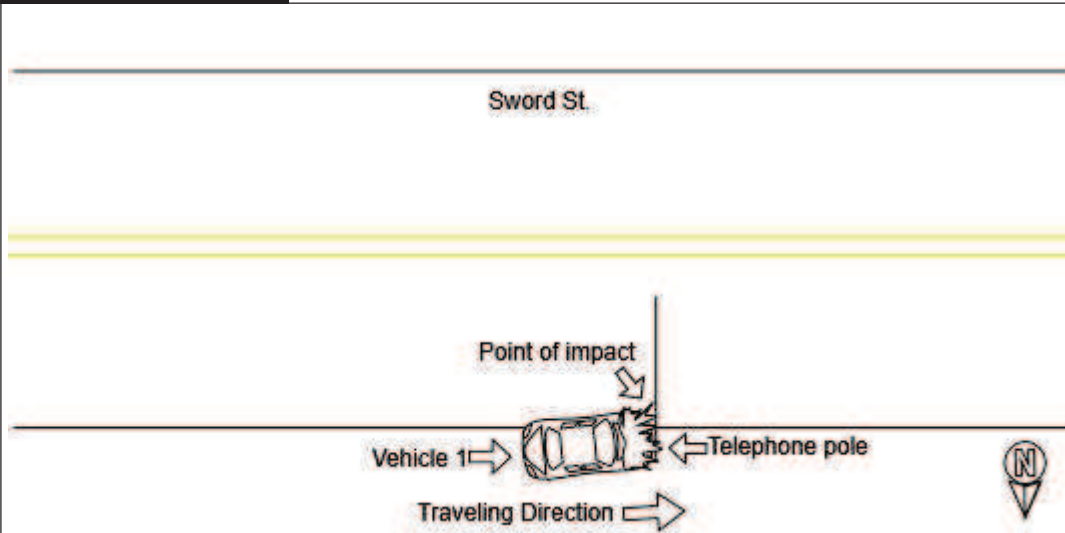 Sword St.
Point of impact
Vehicle 1
Telephone pole
Traveling Direction
N